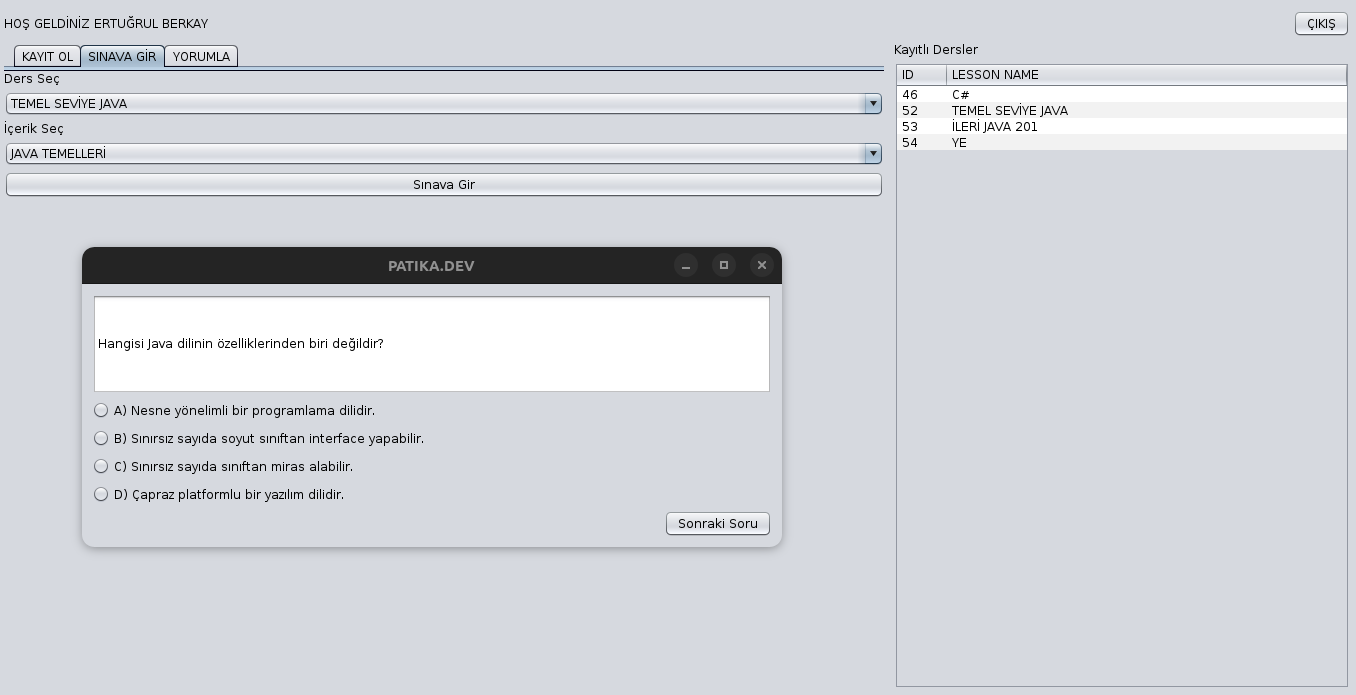 HOŞ GELDİNİZ ERTUĞRUL BERKAY
ÇIKIŞ
KAYIT OL
SINAVA GİR
YORUMLA
Ders Seç
TEMEL SEVİYE JAVA
İçerik Seç
JAVA TEMELLERİ
Sınava Gir
PATIKA.DEV
Hangisi Java dilinin özelliklerinden biri değildir?
A) Nesne yönelimli bir programlama dilidir.
B) Sınırsız sayıda soyut sınıftan interface yapabilir.
C) Sınırsız sayıda sınıftan miras alabilir.
D) Çapraz platformlu bir yazılım dilidir.
Sonraki Soru
Kayıtlı Dersler
ID LESSON NAME
46 C#
52 TEMEL SEVİYE JAVA
53 İLERİ JAVA 201
54 YE